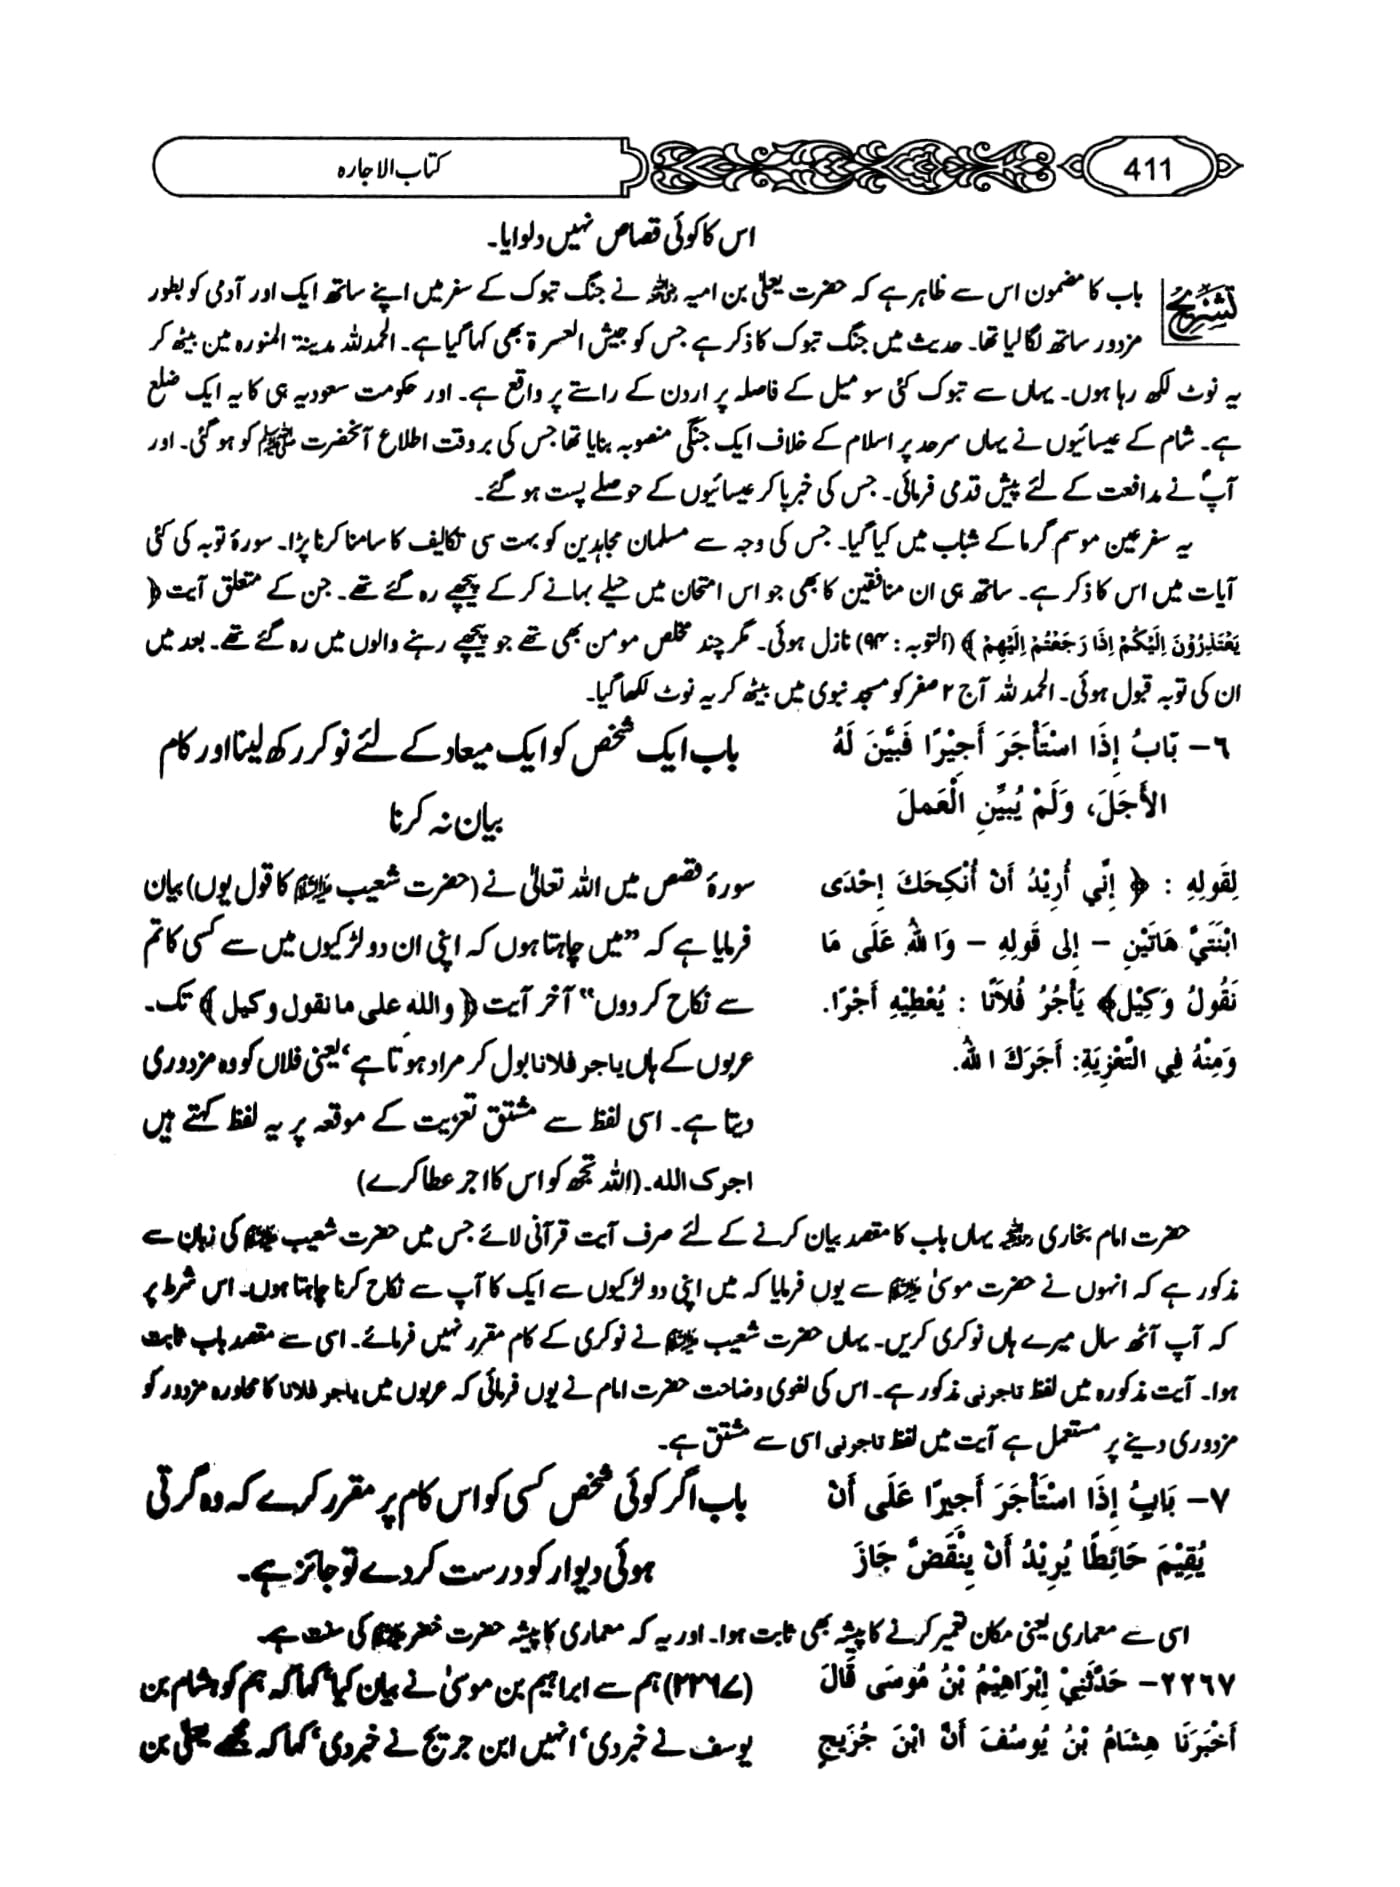 کتاب الاجارہ
411
اس کا کوئی قصاص نہیں دلوایا۔
تشریح
باب کا مضمون اس سے ظاہر ہے کہ حضرت یعلیٰ بن امیہ رضی اللہ عنہ نے جنگ تبوک کے سفر میں اپنے ساتھ ایک اور آدمی کو بطور
مزدور ساتھ لگا لیا تھا۔ حدیث میں جنگ تبوک کا ذکر ہے جس کو جیش العسرۃ بھی کہا گیا ہے۔ الحمد للہ مدینۃ المنورہ میں بیٹھ کر
یہ نوٹ لکھ رہا ہوں۔ یہاں سے تبوک کئی سو میل کے فاصلہ پر اردن کے راستے پر واقع ہے۔ اور حکومت سعودیہ ہی کا یہ ایک ضلع
ہے۔ شام کے عیسائیوں نے یہاں سرحد پر اسلام کے خلاف ایک جنگی منصوبہ بنایا تھا جس کی بروقت اطلاع آنحضرت ﷺ کو ہو گئی۔ اور
آپؐ نے مدافعت کے لئے پیش قدمی فرمائی۔ جس کی خبر پا کر عیسائیوں کے حوصلے پست ہو گئے۔
یہ سفر عین موسم گرما کے شباب میں کیا گیا۔ جس کی وجہ سے مسلمان مجاہدین کو بہت سی تکالیف کا سامنا کرنا پڑا۔ سورۂ توبہ کی کئی
آیات میں اس کا ذکر ہے۔ ساتھ ہی ان منافقین کا بھی جو اس امتحان میں حیلے بہانے کر کے پیچھے رہ گئے تھے۔ جن کے متعلق آیت ﴿
يَعْتَذِرُوْنَ اِلَيْكُمْ اِذَا رَجَعْتُمْ اِلَيْهِمْ ﴾ (التوبہ : ۹۴) نازل ہوئی۔ مگر چند مخلص مومن بھی تھے جو پیچھے رہنے والوں میں رہ گئے تھے۔ بعد میں
ان کی توبہ قبول ہوئی۔ الحمد للہ آج ۲ صفر کو مسجد نبوی میں بیٹھ کر یہ نوٹ لکھا گیا۔
٦- بَابُ إِذَا اسْتَأْجَرَ أَجِيْرًا فَبَيَّنَ لَهُ
الأَجَلَ، وَلَمْ يُبَيِّنِ الْعَمَلَ
باب ایک شخص کو ایک میعاد کے لئے نوکر رکھ لینا اور کام
بیان نہ کرنا
لِقَولِهِ : ﴿ إِنِّي أُرِيْدُ أَنْ أُنْكِحَكَ إِحْدَى
ابْنَتَيَّ هَاتَيْنِ - إِلى قَولِهِ - وَا للهُ عَلَى مَا
نَقُولُ وَكِيْل﴾ يَأْجُرُ فُلاَنًا : يُعْطِيْهِ أَجْرًا.
وَمِنْهُ فِي التَّعْزِيَةِ: أَجَرَكَ ا للهُ.
سورۂ قصص میں اللہ تعالیٰ نے (حضرت شعیب علیہ السلام کا قول یوں) بیان
فرمایا ہے کہ ”میں چاہتا ہوں کہ اپنی ان دو لڑکیوں میں سے کسی کا تم
سے نکاح کر دوں“ آخر آیت ﴿ والله على ما نقول وكيل ﴾ تک۔
عربوں کے ہاں یاجر فلانا بول کر مراد ہوتا ہے‘ یعنی فلاں کو وہ مزدوری
دیتا ہے۔ اسی لفظ سے مشتق تعزیت کے موقعہ پر یہ لفظ کہتے ہیں
اجرک الله۔ (اللہ تجھ کو اس کا اجر عطا کرے)
حضرت امام بخاری رحمہ اللہ یہاں باب کا مقصد بیان کرنے کے لئے صرف آیت قرآنی لائے جس میں حضرت شعیب علیہ السلام کی زبان سے
مذکور ہے کہ انہوں نے حضرت موسیٰ علیہ السلام سے یوں فرمایا کہ میں اپنی دو لڑکیوں سے ایک کا آپ سے نکاح کرنا چاہتا ہوں۔ اس شرط پر
کہ آپ آٹھ سال میرے ہاں نوکری کریں۔ یہاں حضرت شعیب علیہ السلام نے نوکری کے کام مقرر نہیں فرمائے۔ اسی سے مقصد باب ثابت
ہوا۔ آیت مذکورہ میں لفظ تاجرنی مذکور ہے۔ اس کی لغوی وضاحت حضرت امام نے یوں فرمائی کہ عربوں میں یاجر فلانا کا محاورہ مزدور کو
مزدوری دینے پر مستعمل ہے آیت میں لفظ تاجرنی اسی سے مشتق ہے۔
٧- بَابُ إِذَا اسْتَأْجَرَ أَجِيرًا عَلَى أَنْ
يُقِيْمَ حَائِطًا يُرِيْدُ أَنْ يَنْقَضَّ جَازَ
باب اگر کوئی شخص کسی کو اس کام پر مقرر کرے کہ وہ گرتی
ہوئی دیوار کو درست کر دے تو جائز ہے۔
اسی سے معماری یعنی مکان تعمیر کرنے کا پیشہ بھی ثابت ہوا۔ اور یہ کہ معماری کا پیشہ حضرت خضر علیہ السلام کی سنت ہے۔
٢٢٦٧- حَدَّثَنِيْ إِبْرَاهِيْمُ بْنُ مُوسَى قَالَ
أَخْبَرَنَا هِشَامُ بْنُ يُوسُفَ أَنَّ ابْنَ جُرَيجٍ
(۲۲۶۷) ہم سے ابراہیم بن موسیٰ نے بیان کیا‘ کہا کہ ہم کو ہشام بن
یوسف نے خبر دی‘ انہیں ابن جریج نے خبر دی‘ کہا کہ مجھے یعلیٰ بن